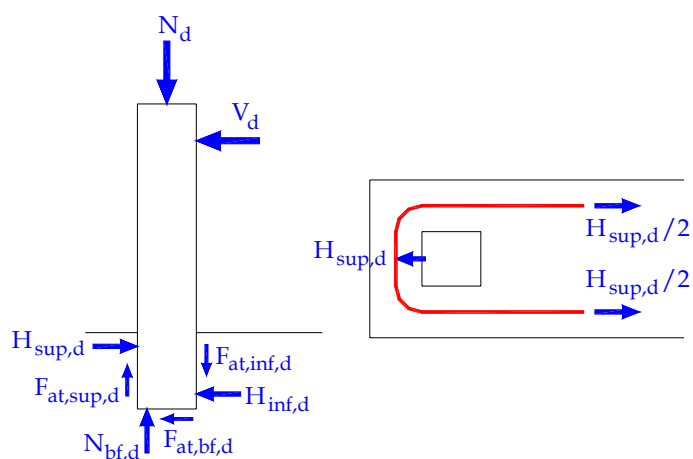 N_d
V_d
H_sup,d
F_at,sup,d
N_bf,d
F_at,bf,d
F_at,inf,d
H_inf,d
H_sup,d/2
H_sup,d
H_sup,d/2